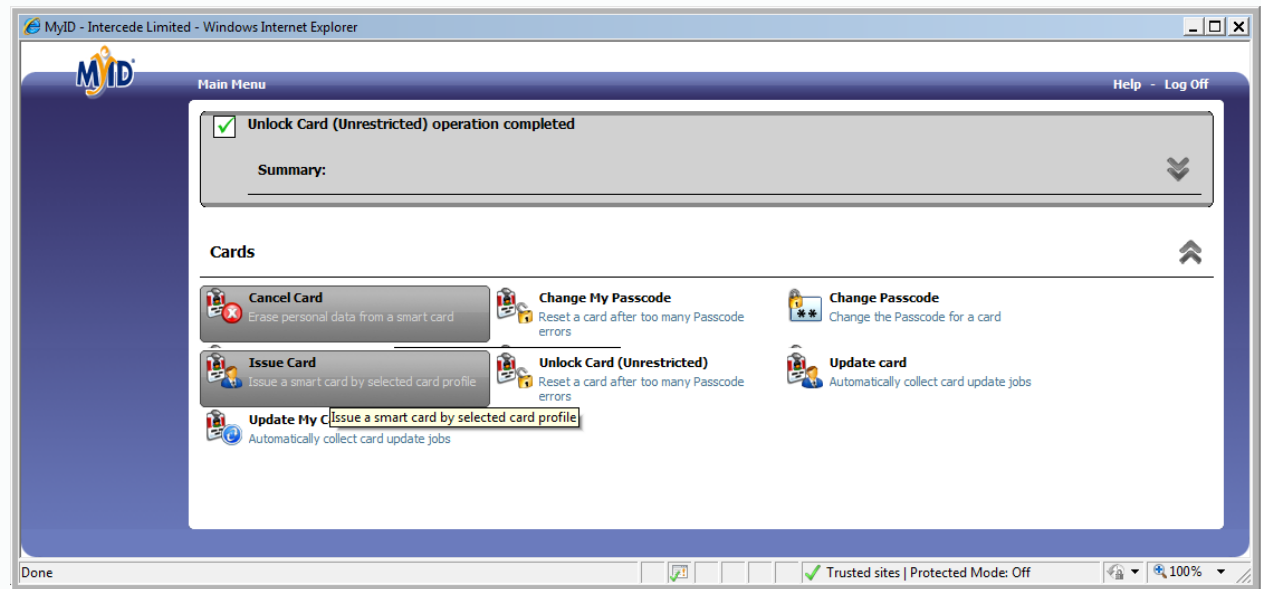 MyID - Intercede Limited - Windows Internet Explorer
MyID
Main Menu
Help - Log Off
Unlock Card (Unrestricted) operation completed
Summary:
Cards
Cancel Card
Erase personal data from a smart card
Change My Passcode
Reset a card after too many Passcode
errors
Change Passcode
Change the Passcode for a card
Issue Card
Issue a smart card by selected card profile
Unlock Card (Unrestricted)
Reset a card after too many Passcode
errors
Update card
Automatically collect card update jobs
Update My C
Issue a smart card by selected card profile
Automatically collect card update jobs
Done
Trusted sites | Protected Mode: Off
100%